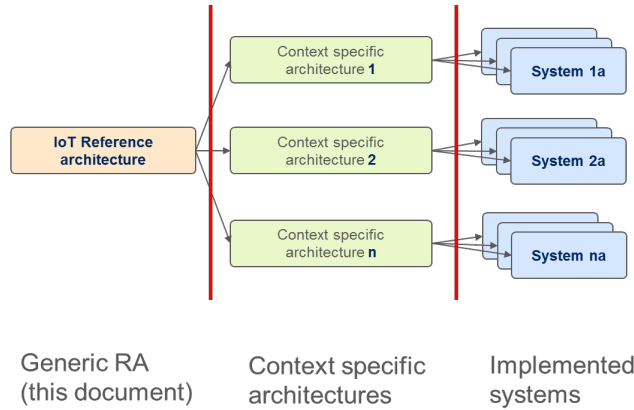 Context specific
architecture 1
System 1a
IoT Reference
architecture
Context specific
architecture 2
System 2a
Context specific
architecture n
System na
Generic RA
(this document)
Context specific
architectures
Implemented
systems